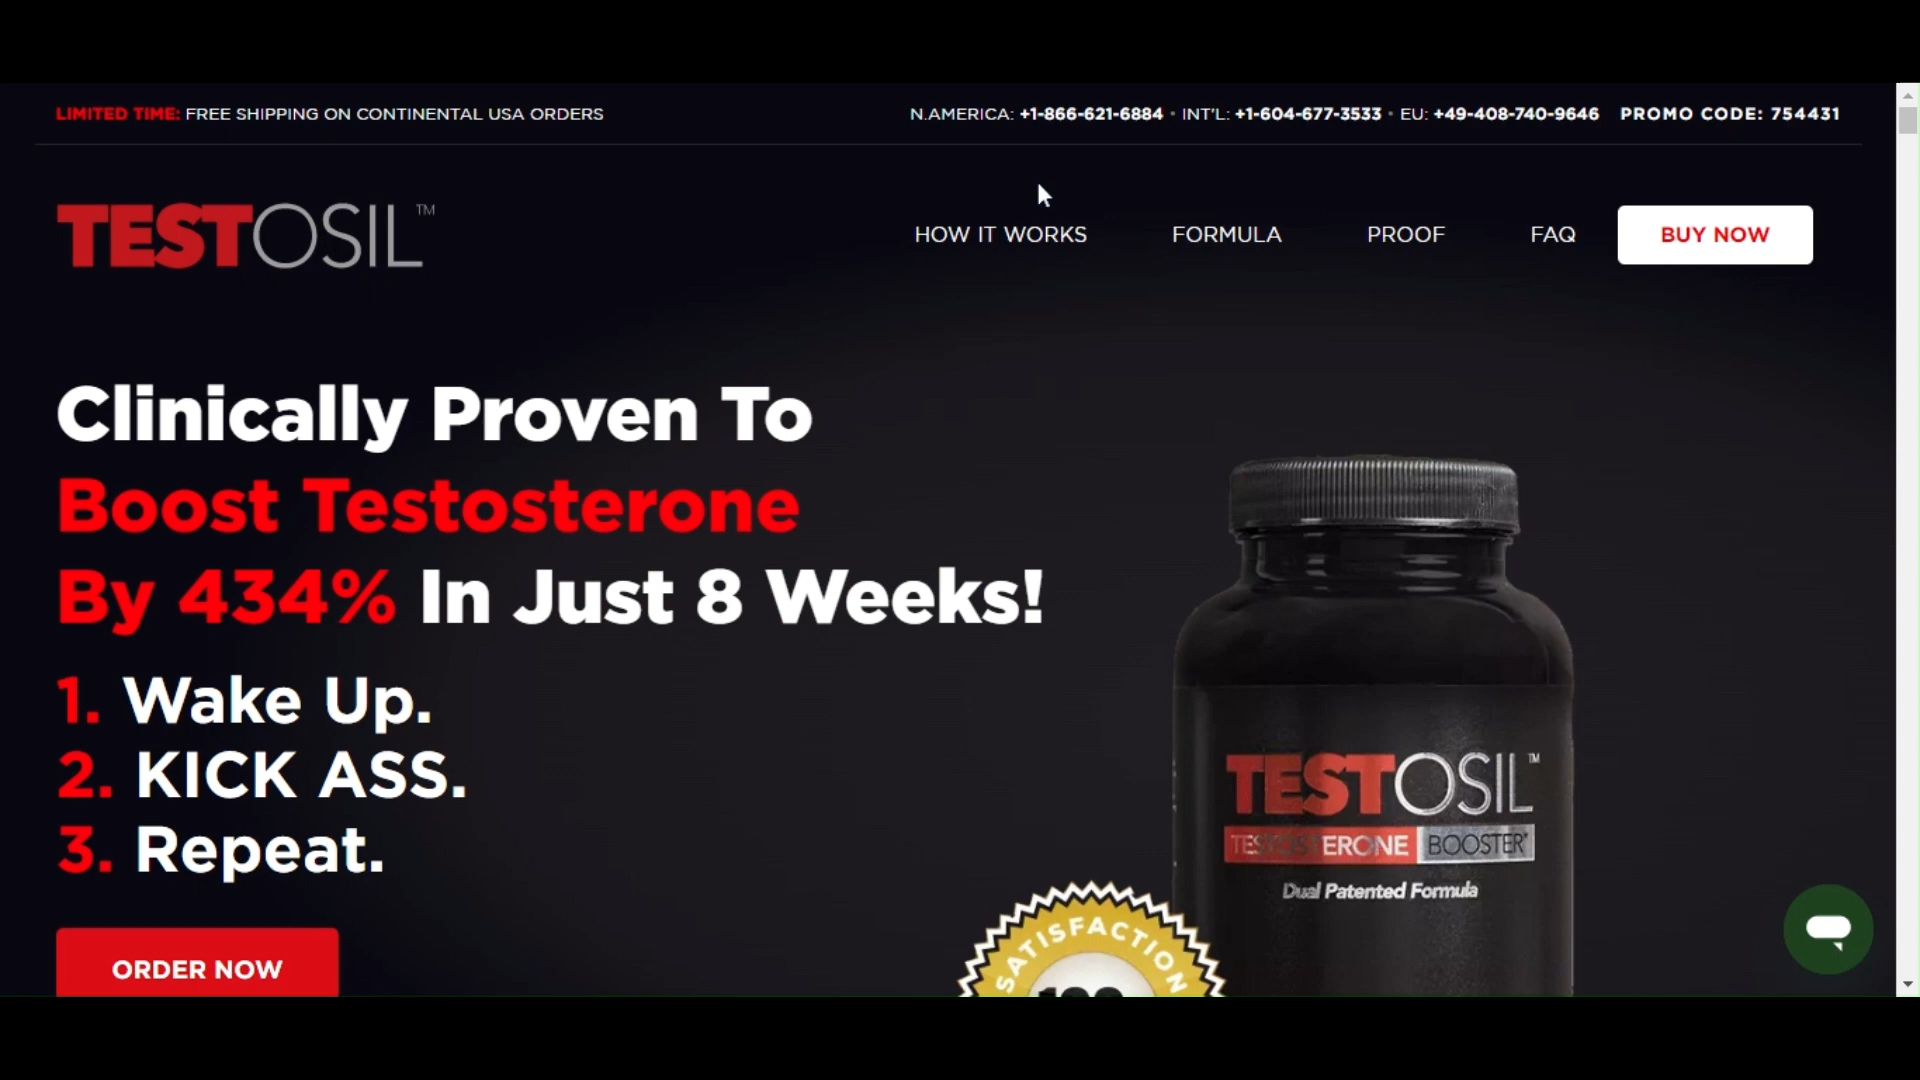 LIMITED TIME: FREE SHIPPING ON CONTINENTAL USA ORDERS
N.AMERICA: +1-866-621-6884 • INT'L: +1-604-677-3533 • EU: +49-408-740-9646 PROMO CODE: 754431
TESTOSIL™
HOW IT WORKS
FORMULA
PROOF
FAQ
BUY NOW
Clinically Proven To
Boost Testosterone
By 434% In Just 8 Weeks!
1. Wake Up.
2. KICK ASS.
3. Repeat.
ORDER NOW
TESTOSIL™
TESTOSTERONE BOOSTER*
Dual Patented Formula
SATISFACTION